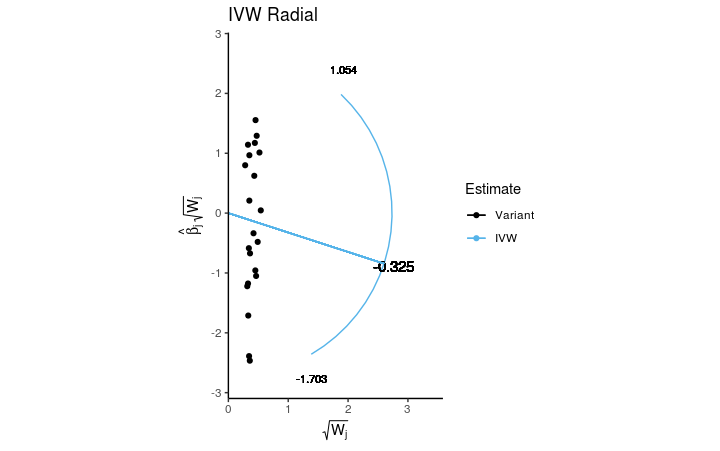 IVW Radial
3
2
1
0
-1
-2
-3
β̂ⱼ√Wⱼ
1.054
-0.325
-1.703
0
1
2
3
√Wⱼ
Estimate
Variant
IVW